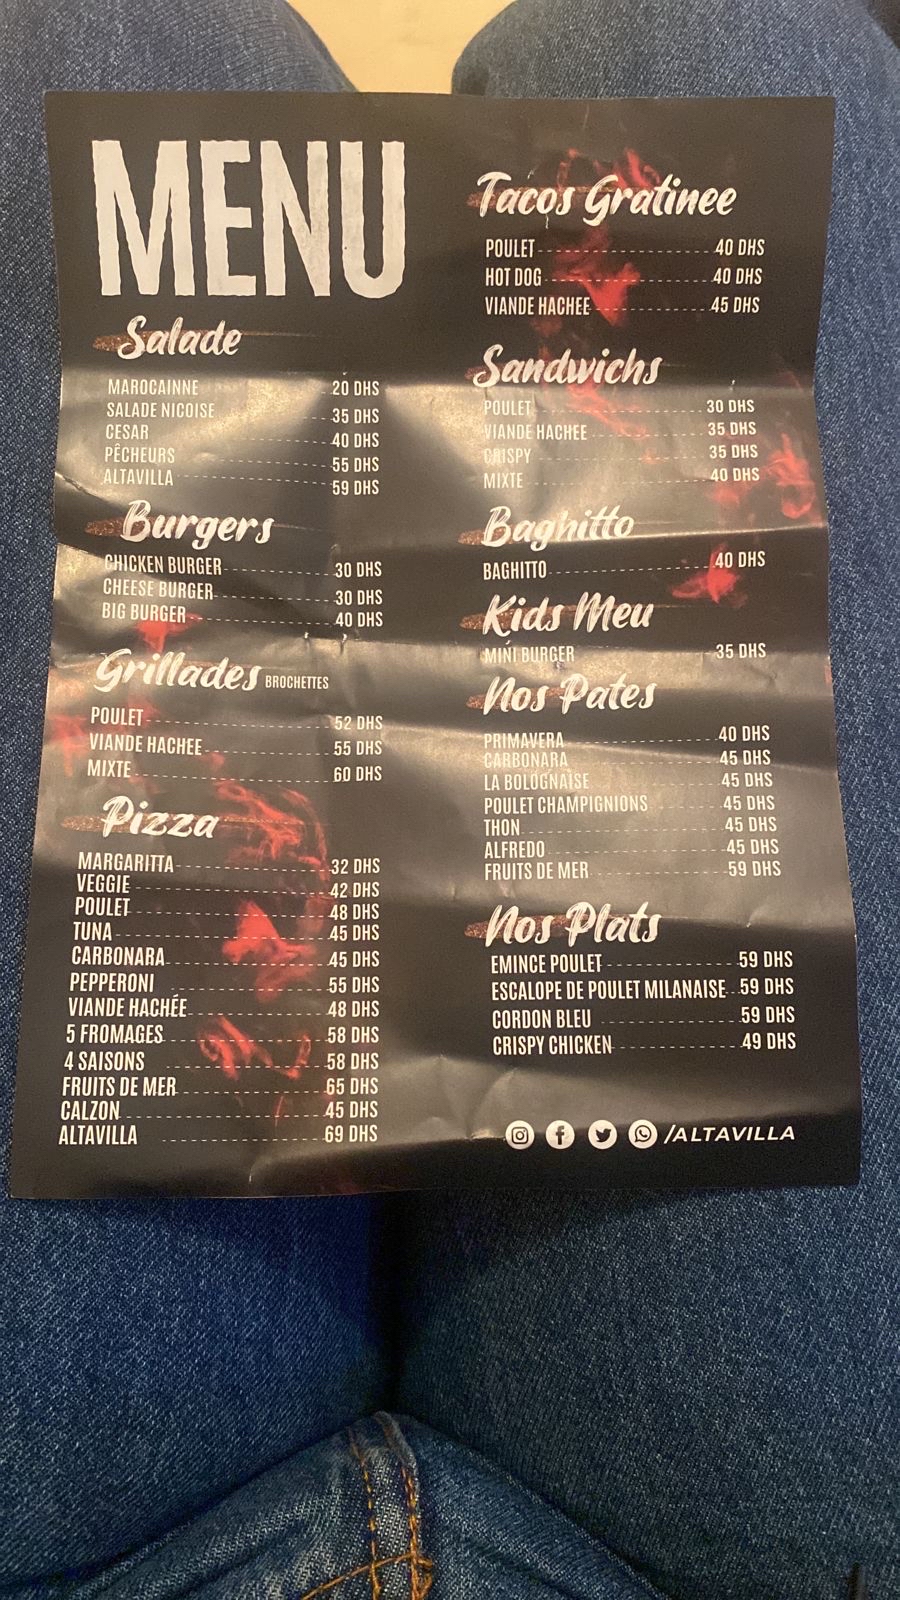 MENU
Salade
MAROCAINNE 20 DHS
SALADE NICOISE 35 DHS
CESAR 40 DHS
PÊCHEURS 55 DHS
ALTAVILLA 59 DHS
Burgers
CHICKEN BURGER 30 DHS
CHEESE BURGER 30 DHS
BIG BURGER 40 DHS
Grillades BROCHETTES
POULET 52 DHS
VIANDE HACHEE 55 DHS
MIXTE 60 DHS
Pizza
MARGARITTA 32 DHS
VEGGIE 42 DHS
POULET 48 DHS
TUNA 45 DHS
CARBONARA 45 DHS
PEPPERONI 55 DHS
VIANDE HACHÉE 48 DHS
5 FROMAGES 58 DHS
4 SAISONS 58 DHS
FRUITS DE MER 65 DHS
CALZON 45 DHS
ALTAVILLA 69 DHS
Tacos Gratinee
POULET 40 DHS
HOT DOG 40 DHS
VIANDE HACHEE 45 DHS
Sandwichs
POULET 30 DHS
VIANDE HACHEE 35 DHS
CRISPY 35 DHS
MIXTE 40 DHS
Baghitto
BAGHITTO 40 DHS
Kids Meu
MINI BURGER 35 DHS
Nos Pates
PRIMAVERA 40 DHS
CARBONARA 45 DHS
LA BOLOGNAISE 45 DHS
POULET CHAMPIGNIONS 45 DHS
THON 45 DHS
ALFREDO 45 DHS
FRUITS DE MER 59 DHS
Nos Plats
EMINCE POULET 59 DHS
ESCALOPE DE POULET MILANAISE 59 DHS
CORDON BLEU 59 DHS
CRISPY CHICKEN 49 DHS
/ALTAVILLA